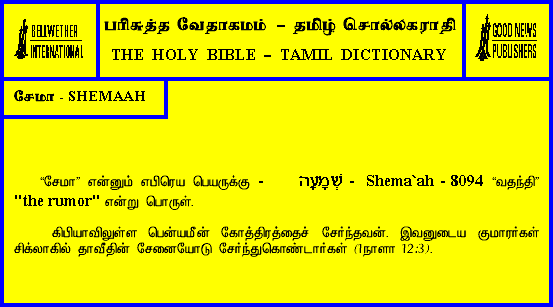 BELLWETHER
INTERNATIONAL
பரிசுத்த வேதாகமம் – தமிழ் சொல்லகராதி
THE HOLY BIBLE – TAMIL DICTIONARY
GOOD NEWS
PUBLISHERS
சேமா - SHEMAAH
“சேமா” என்னும் எபிரெய பெயருக்கு - שְׁמָעָה - Shema`ah - 8094 “வதந்தி”
"the rumor" என்று பொருள்.
கிபியாவிலுள்ள பென்யமீன் கோத்திரத்தைச் சேர்ந்தவன். இவனுடைய குமாரர்கள்
சிக்லாகில் தாவீதின் சேனையோடு சேர்ந்துகொண்டார்கள் (1நாளா 12:3).